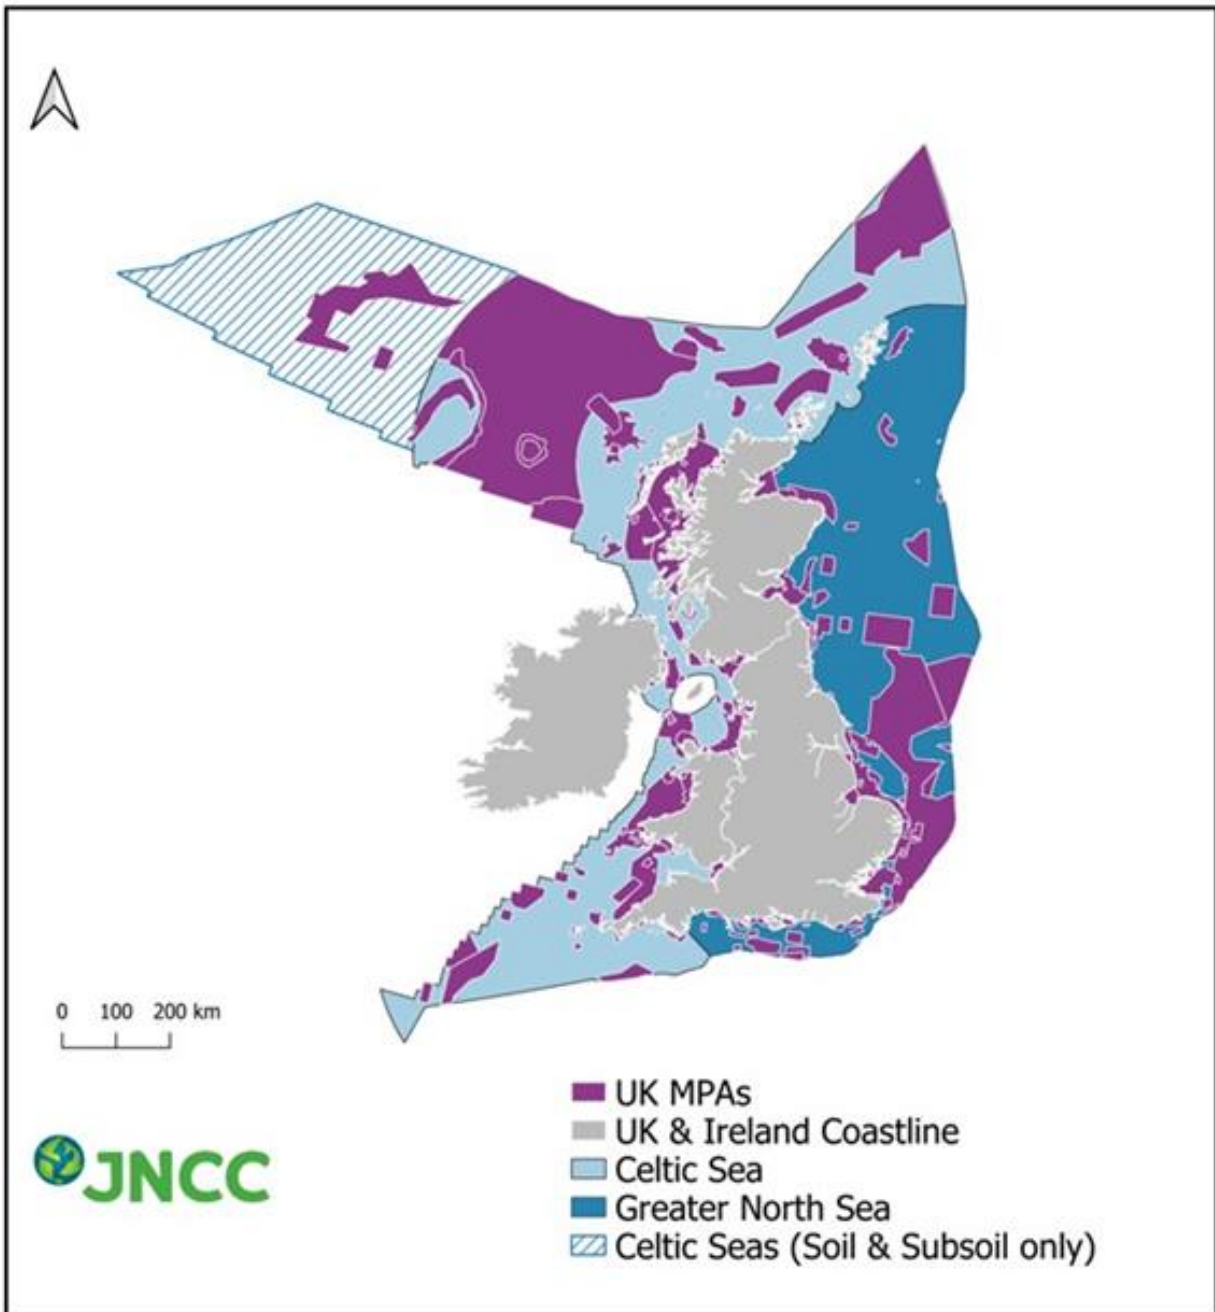 0 100 200 km
UK MPAs
UK & Ireland Coastline
Celtic Sea
Greater North Sea
Celtic Seas (Soil & Subsoil only)
JNCC